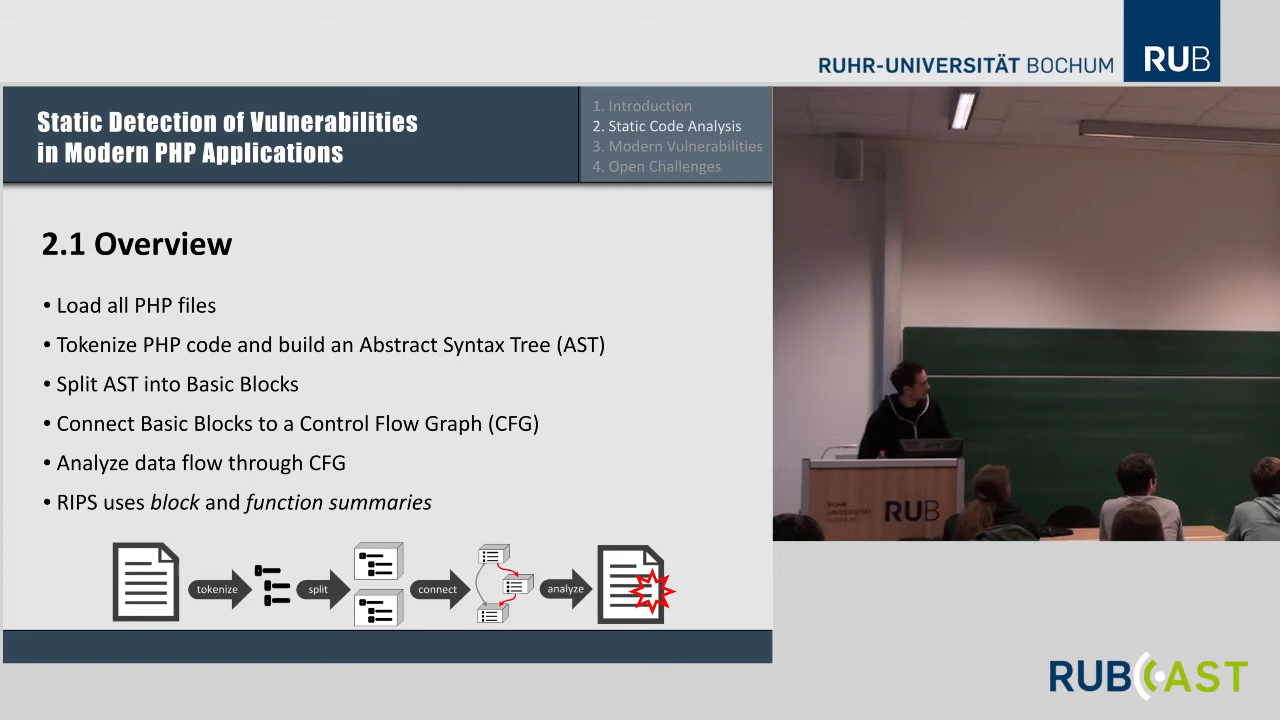 RUHR-UNIVERSITÄT BOCHUM
RUB
Static Detection of Vulnerabilities
in Modern PHP Applications
1. Introduction
2. Static Code Analysis
3. Modern Vulnerabilities
4. Open Challenges
2.1 Overview
• Load all PHP files
• Tokenize PHP code and build an Abstract Syntax Tree (AST)
• Split AST into Basic Blocks
• Connect Basic Blocks to a Control Flow Graph (CFG)
• Analyze data flow through CFG
• RIPS uses block and function summaries
tokenize
split
connect
analyze
RUHR
UNIVERSITÄT
BOCHUM
RUB
RUBCAST